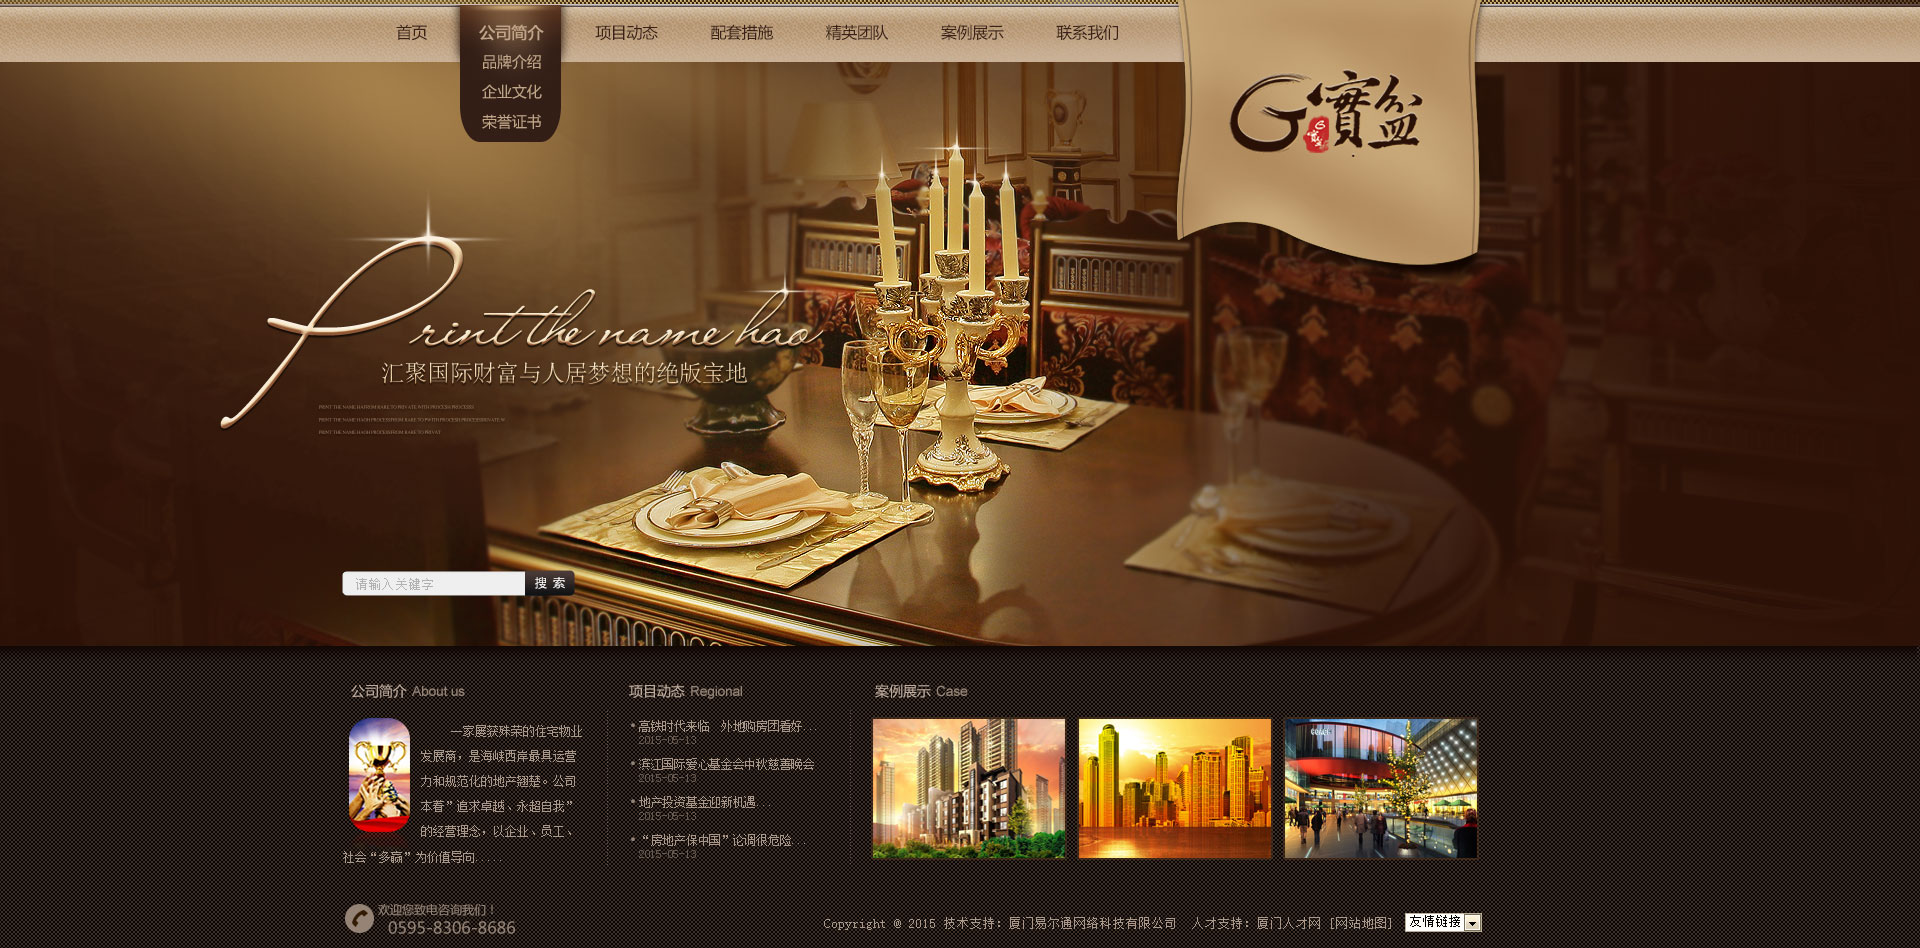 首页 公司简介 项目动态 配套措施 精英团队 案例展示 联系我们
品牌介绍
企业文化
荣誉证书
G寶盆
Print the name hao
汇聚国际财富与人居梦想的绝版宝地
请输入关键字 搜 索
公司简介 About us
一家屡获殊荣的住宅物业
发展商，是海峡西岸最具运营
力和规范化的地产翘楚。公司
本着”追求卓越、永超自我”
的经营理念，以企业、员工、
社会“多赢”为价值导向.....
项目动态 Regional
高铁时代来临 外地购房团看好...
2015-05-13
滨江国际爱心基金会中秋慈善晚会
2015-05-13
地产投资基金迎新机遇...
2015-05-13
“房地产保中国”论调很危险...
2015-05-13
案例展示 Case
欢迎您致电咨询我们！
0595-8306-8686
Copyright @ 2015 技术支持：厦门易尔通网络科技有限公司 人才支持：厦门人才网 [网站地图] 友情链接